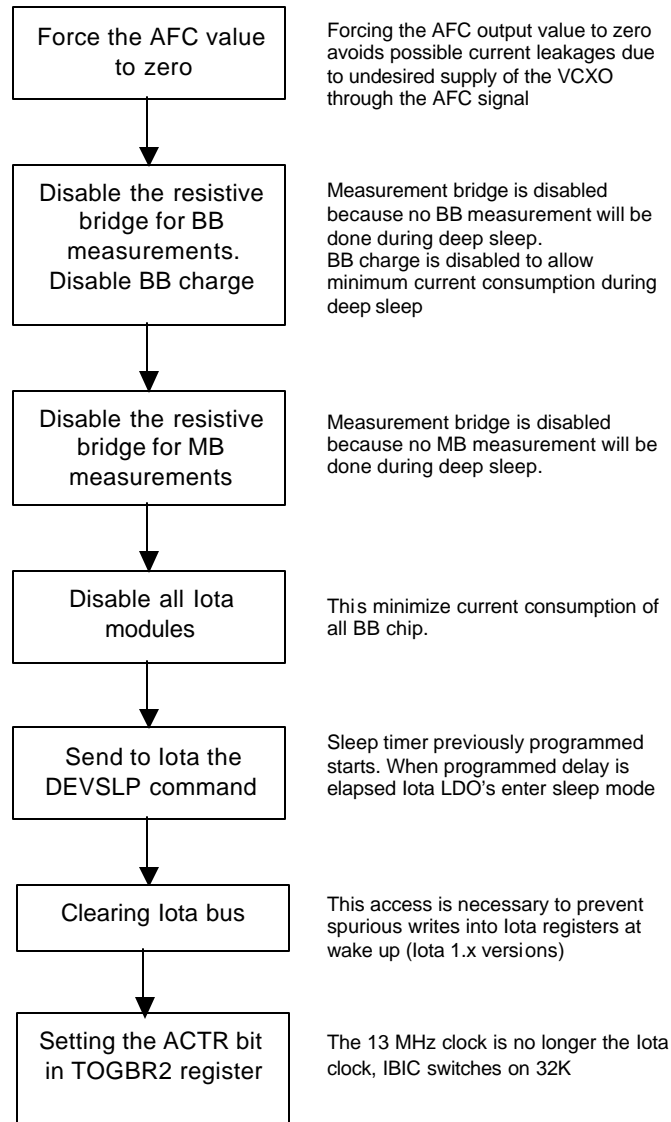 Force the AFC value
to zero
Forcing the AFC output value to zero
avoids possible current leakages due
to undesired supply of the VCXO
through the AFC signal
Disable the resistive
bridge for BB
measurements.
Disable BB charge
Measurement bridge is disabled
because no BB measurement will be
done during deep sleep.
BB charge is disabled to allow
minimum current consumption during
deep sleep
Disable the resistive
bridge for MB
measurements
Measurement bridge is disabled
because no MB measurement will be
done during deep sleep.
Disable all Iota
modules
This minimize current consumption of
all BB chip.
Send to Iota the
DEVSLP command
Sleep timer previously programmed
starts. When programmed delay is
elapsed Iota LDO's enter sleep mode
Clearing Iota bus
This access is necessary to prevent
spurious writes into Iota registers at
wake up (Iota 1.x versions)
Setting the ACTR bit
in TOGBR2 register
The 13 MHz clock is no longer the Iota
clock, IBIC switches on 32K